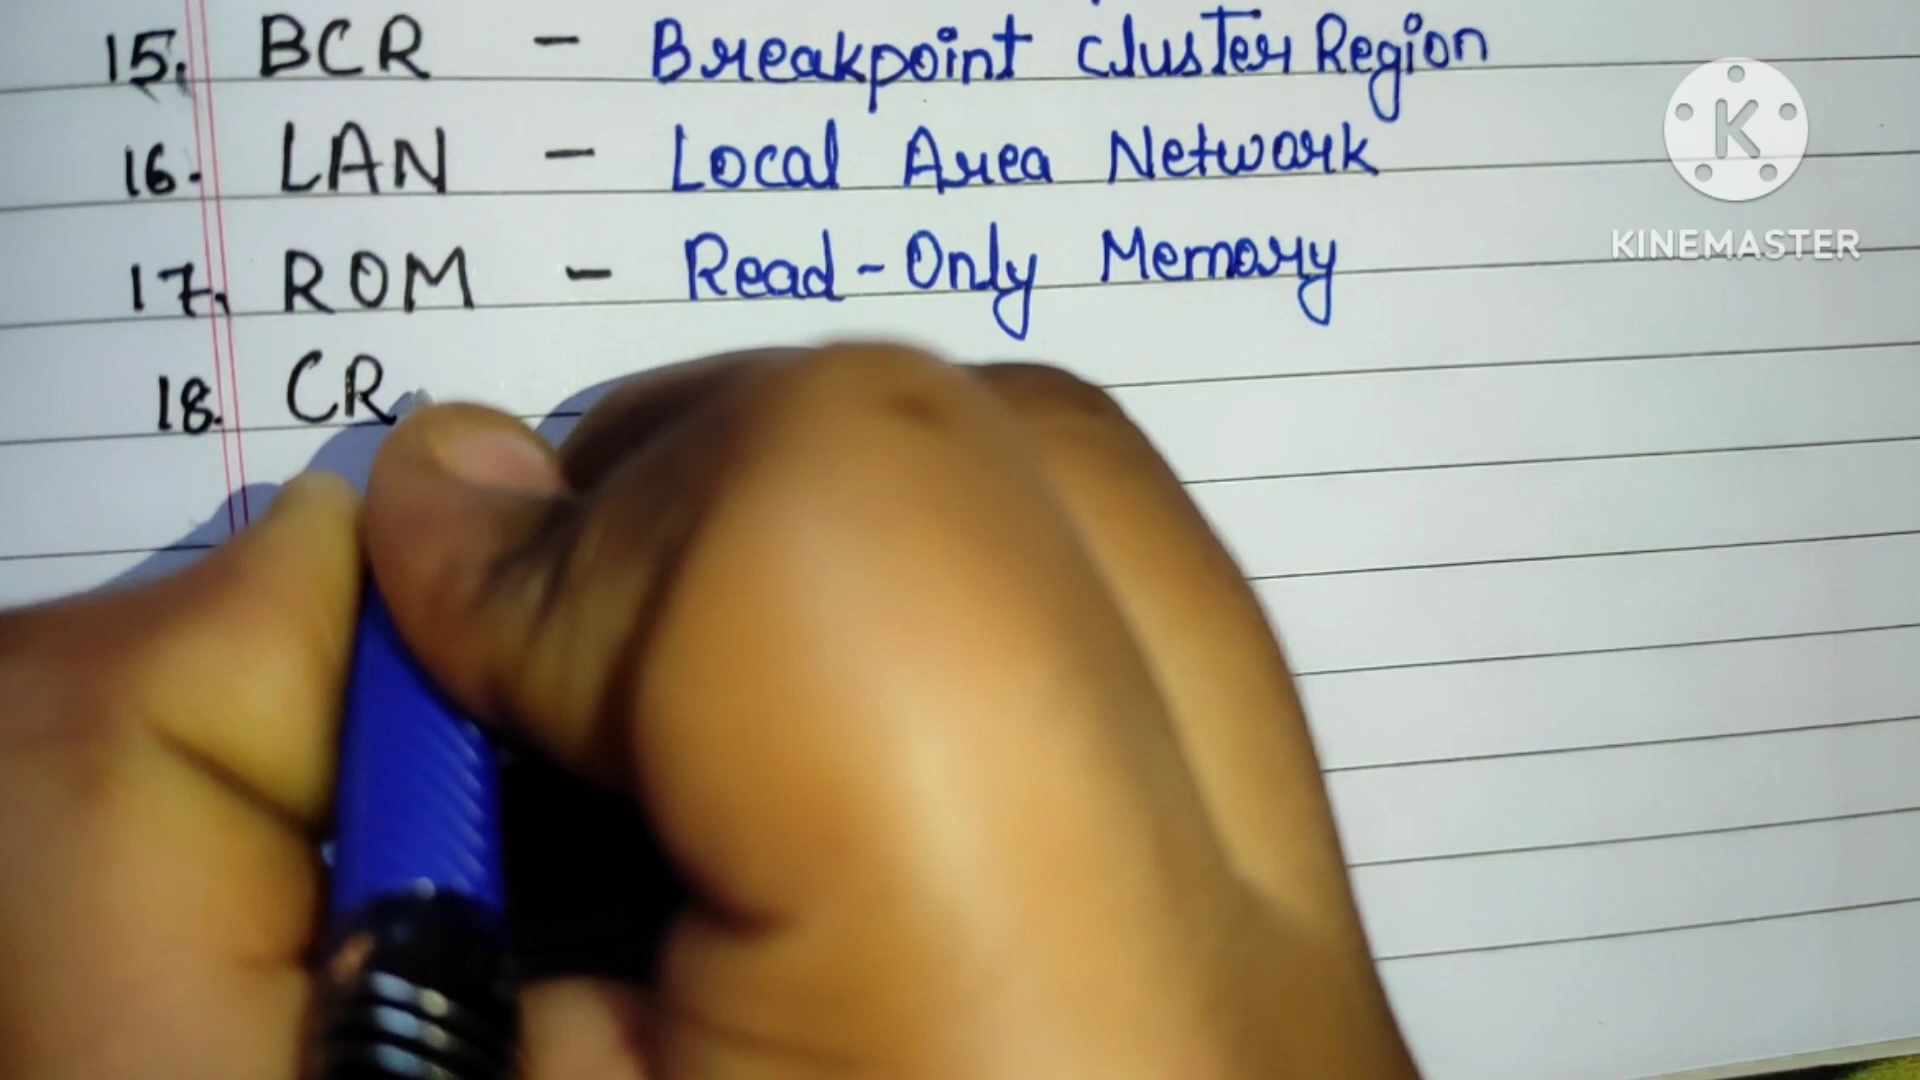 15. BCR - Breakpoint Cluster Region
16. LAN - Local Area Network
17. ROM - Read-Only Memory
18. CR
K
KINEMASTER